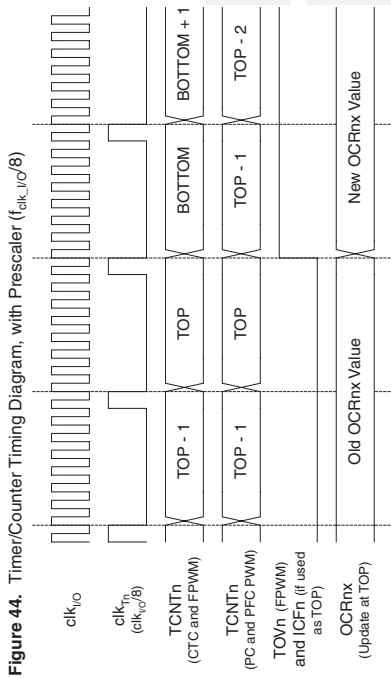 Figure 44. Timer/Counter Timing Diagram, with Prescaler (fclk_I/O/8)
clkI/O
clkTn
(clkI/O/8)
TCNTn
(CTC and FPWM)
TOP - 1
TOP
BOTTOM
BOTTOM + 1
TCNTn
(PC and PFC PWM)
TOP - 1
TOP
TOP - 1
TOP - 2
TOVn (FPWM)
and ICFn (if used
as TOP)
OCRnx
(Update at TOP)
Old OCRnx Value
New OCRnx Value